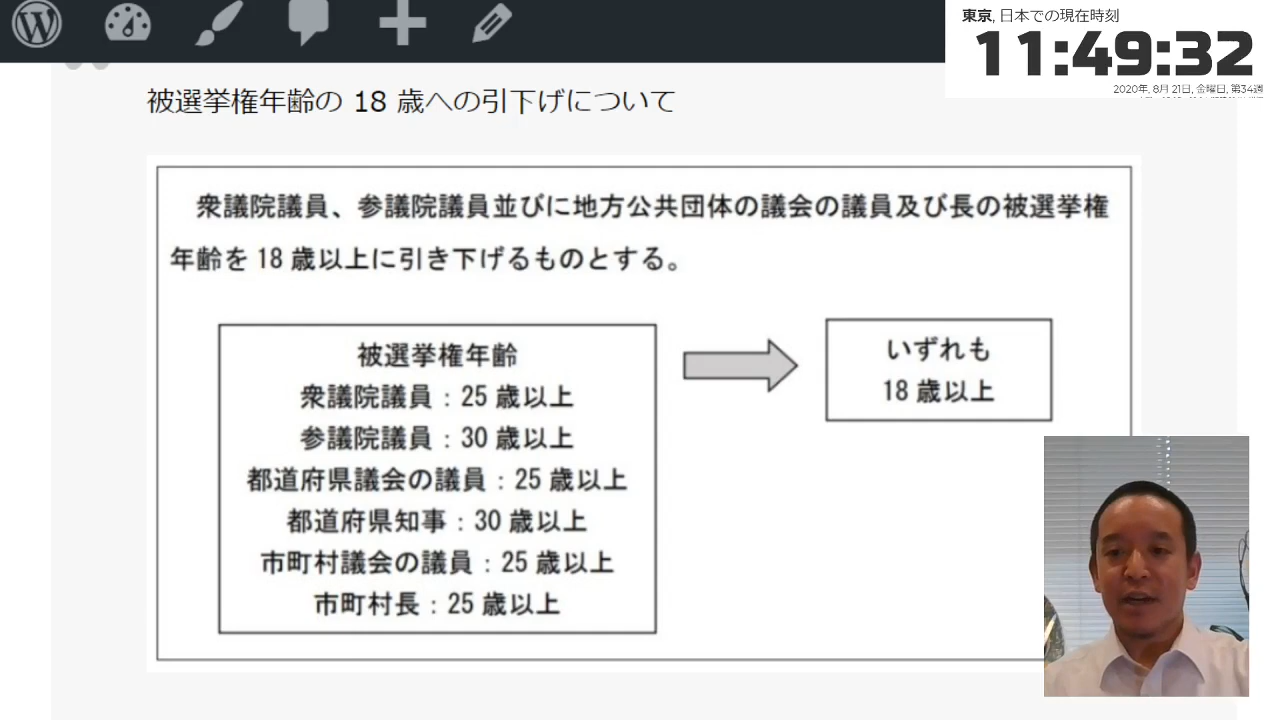 東京, 日本での現在時刻
11:49:32
2020年, 8月 21日, 金曜日, 第34週
被選挙権年齢の 18 歳への引下げについて
衆議院議員、参議院議員並びに地方公共団体の議会の議員及び長の被選挙権
年齢を 18 歳以上に引き下げるものとする。
被選挙権年齢
衆議院議員：25 歳以上
参議院議員：30 歳以上
都道府県議会の議員：25 歳以上
都道府県知事：30 歳以上
市町村議会の議員：25 歳以上
市町村長：25 歳以上
いずれも
18 歳以上